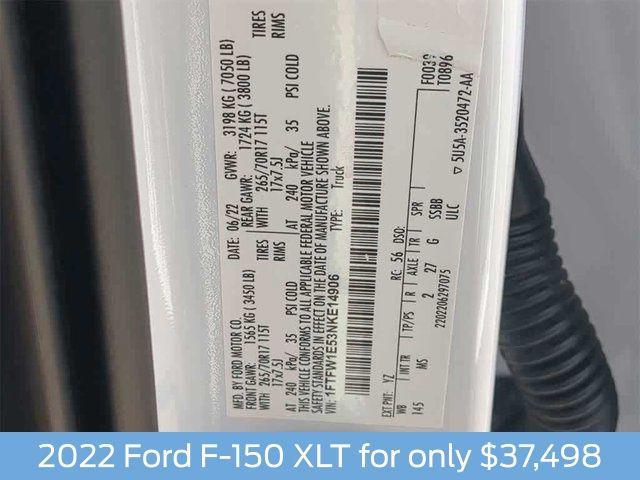 MFD. BY FORD MOTOR CO.
DATE: 06/22 GVWR: 3198 KG ( 7050 LB)
FRONT GAWR: 1565 KG ( 3450 LB) REAR GAWR: 1724 KG ( 3800 LB)
WITH 265/70R17 115T TIRES WITH 265/70R17 115T TIRES
17x7.5J RIMS 17x7.5J RIMS
AT 240 kPa/ 35 PSI COLD AT 240 kPa/ 35 PSI COLD
THIS VEHICLE CONFORMS TO ALL APPLICABLE FEDERAL MOTOR VEHICLE
SAFETY STANDARDS IN EFFECT ON THE DATE OF MANUFACTURE SHOWN ABOVE.
VIN: 1FTFW1E53NKE14906 TYPE: Truck
F0039
T0896
EXT PNT: YZ RC: 56 DSO:
WB INT TR TP/PS R AXLE TR SPR
145 MS 2 27 G SSBB
2202206297075 ULC
▽ 5U5A-3520472-AA
2022 Ford F-150 XLT for only $37,498